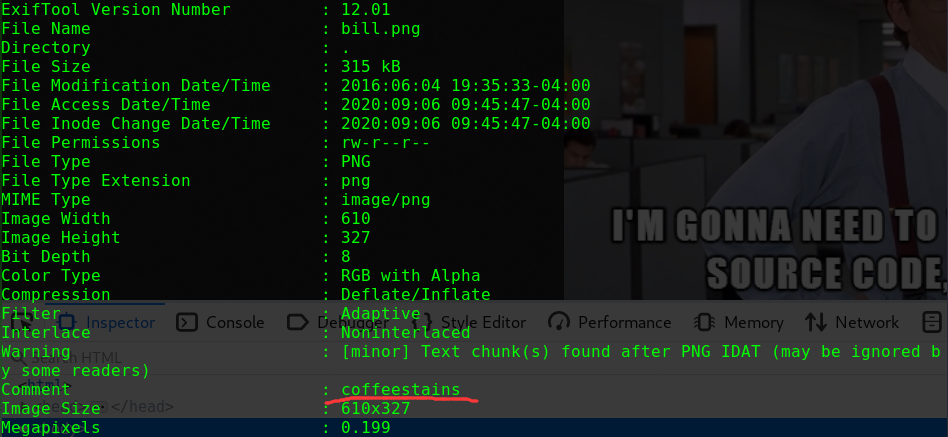 ExifTool Version Number : 12.01
File Name : bill.png
Directory : .
File Size : 315 kB
File Modification Date/Time : 2016:06:04 19:35:33-04:00
File Access Date/Time : 2020:09:06 09:45:47-04:00
File Inode Change Date/Time : 2020:09:06 09:45:47-04:00
File Permissions : rw-r--r--
File Type : PNG
File Type Extension : png
MIME Type : image/png
Image Width : 610
I'M GONNA NEED TO
Image Height : 327
Bit Depth : 8
SOURCE CODE,
Color Type : RGB with Alpha
Compression : Deflate/Inflate
Filter : Adaptive
Inspector Console Debugger Style Editor Performance Memory Network
Interlace : Noninterlaced
Warning : [minor] Text chunk(s) found after PNG IDAT (may be ignored b
HTML
y some readers)
<html>
Comment : coffeestains
</head>
Image Size : 610x327
Megapixels : 0.199